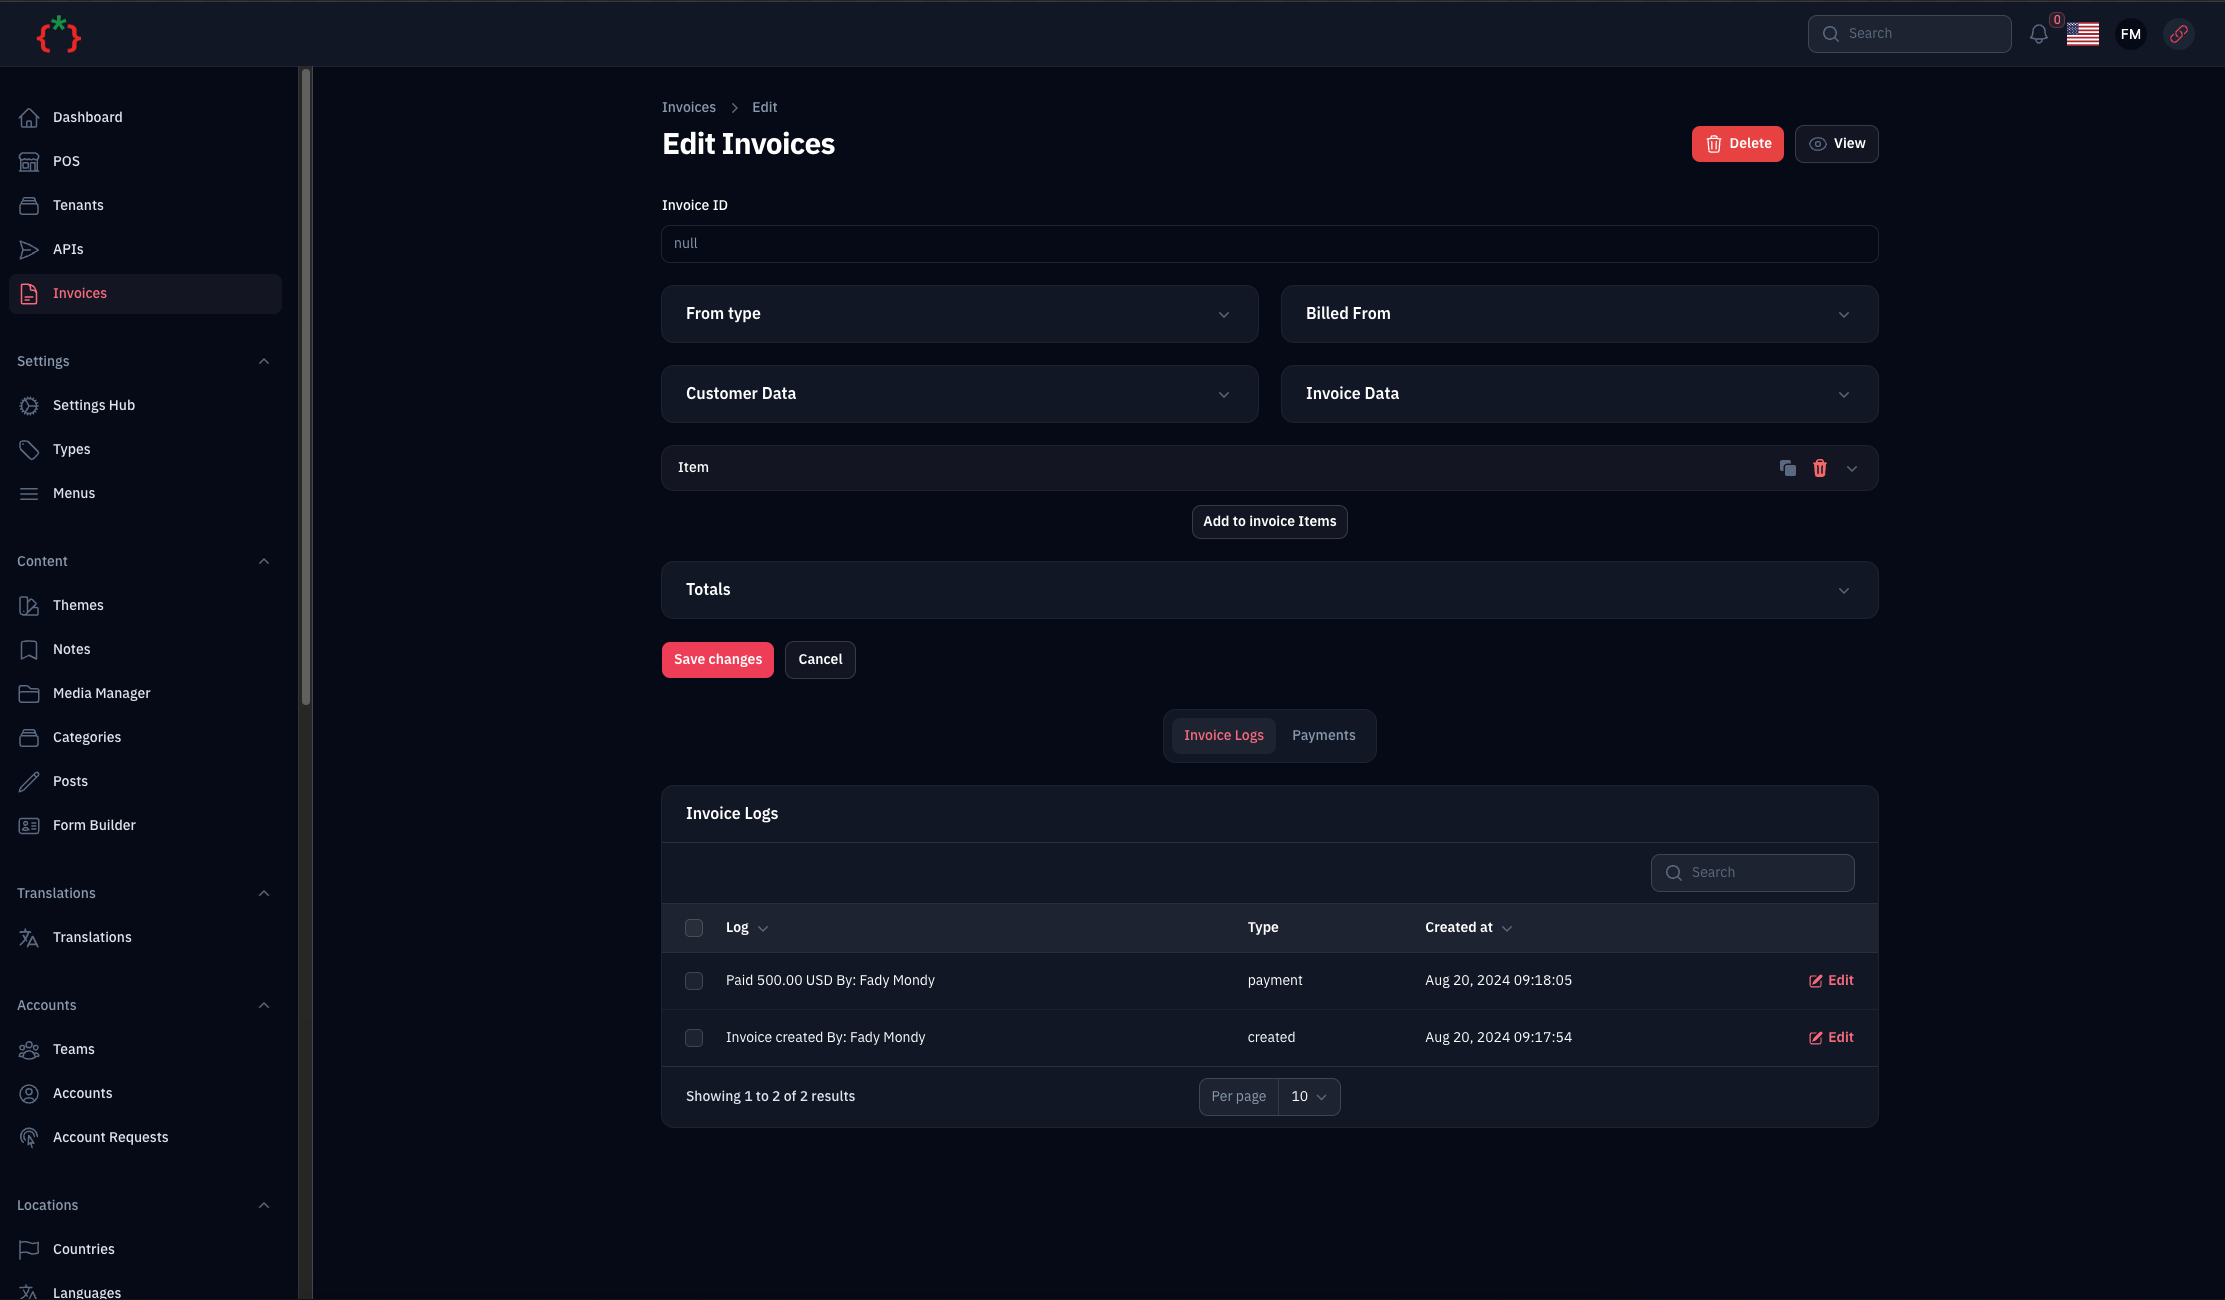 Search
0
FM
Dashboard
POS
Tenants
APIs
Invoices
Settings
Settings Hub
Types
Menus
Content
Themes
Notes
Media Manager
Categories
Posts
Form Builder
Translations
Translations
Accounts
Teams
Accounts
Account Requests
Locations
Countries
Languages
Invoices Edit
Edit Invoices
Delete View
Invoice ID
null
From type Billed From
Customer Data Invoice Data
Item
Add to invoice Items
Totals
Save changes Cancel
Invoice Logs Payments
Invoice Logs
Search
Log Type Created at
Paid 500.00 USD By: Fady Mondy payment Aug 20, 2024 09:18:05 Edit
Invoice created By: Fady Mondy created Aug 20, 2024 09:17:54 Edit
Showing 1 to 2 of 2 results Per page 10